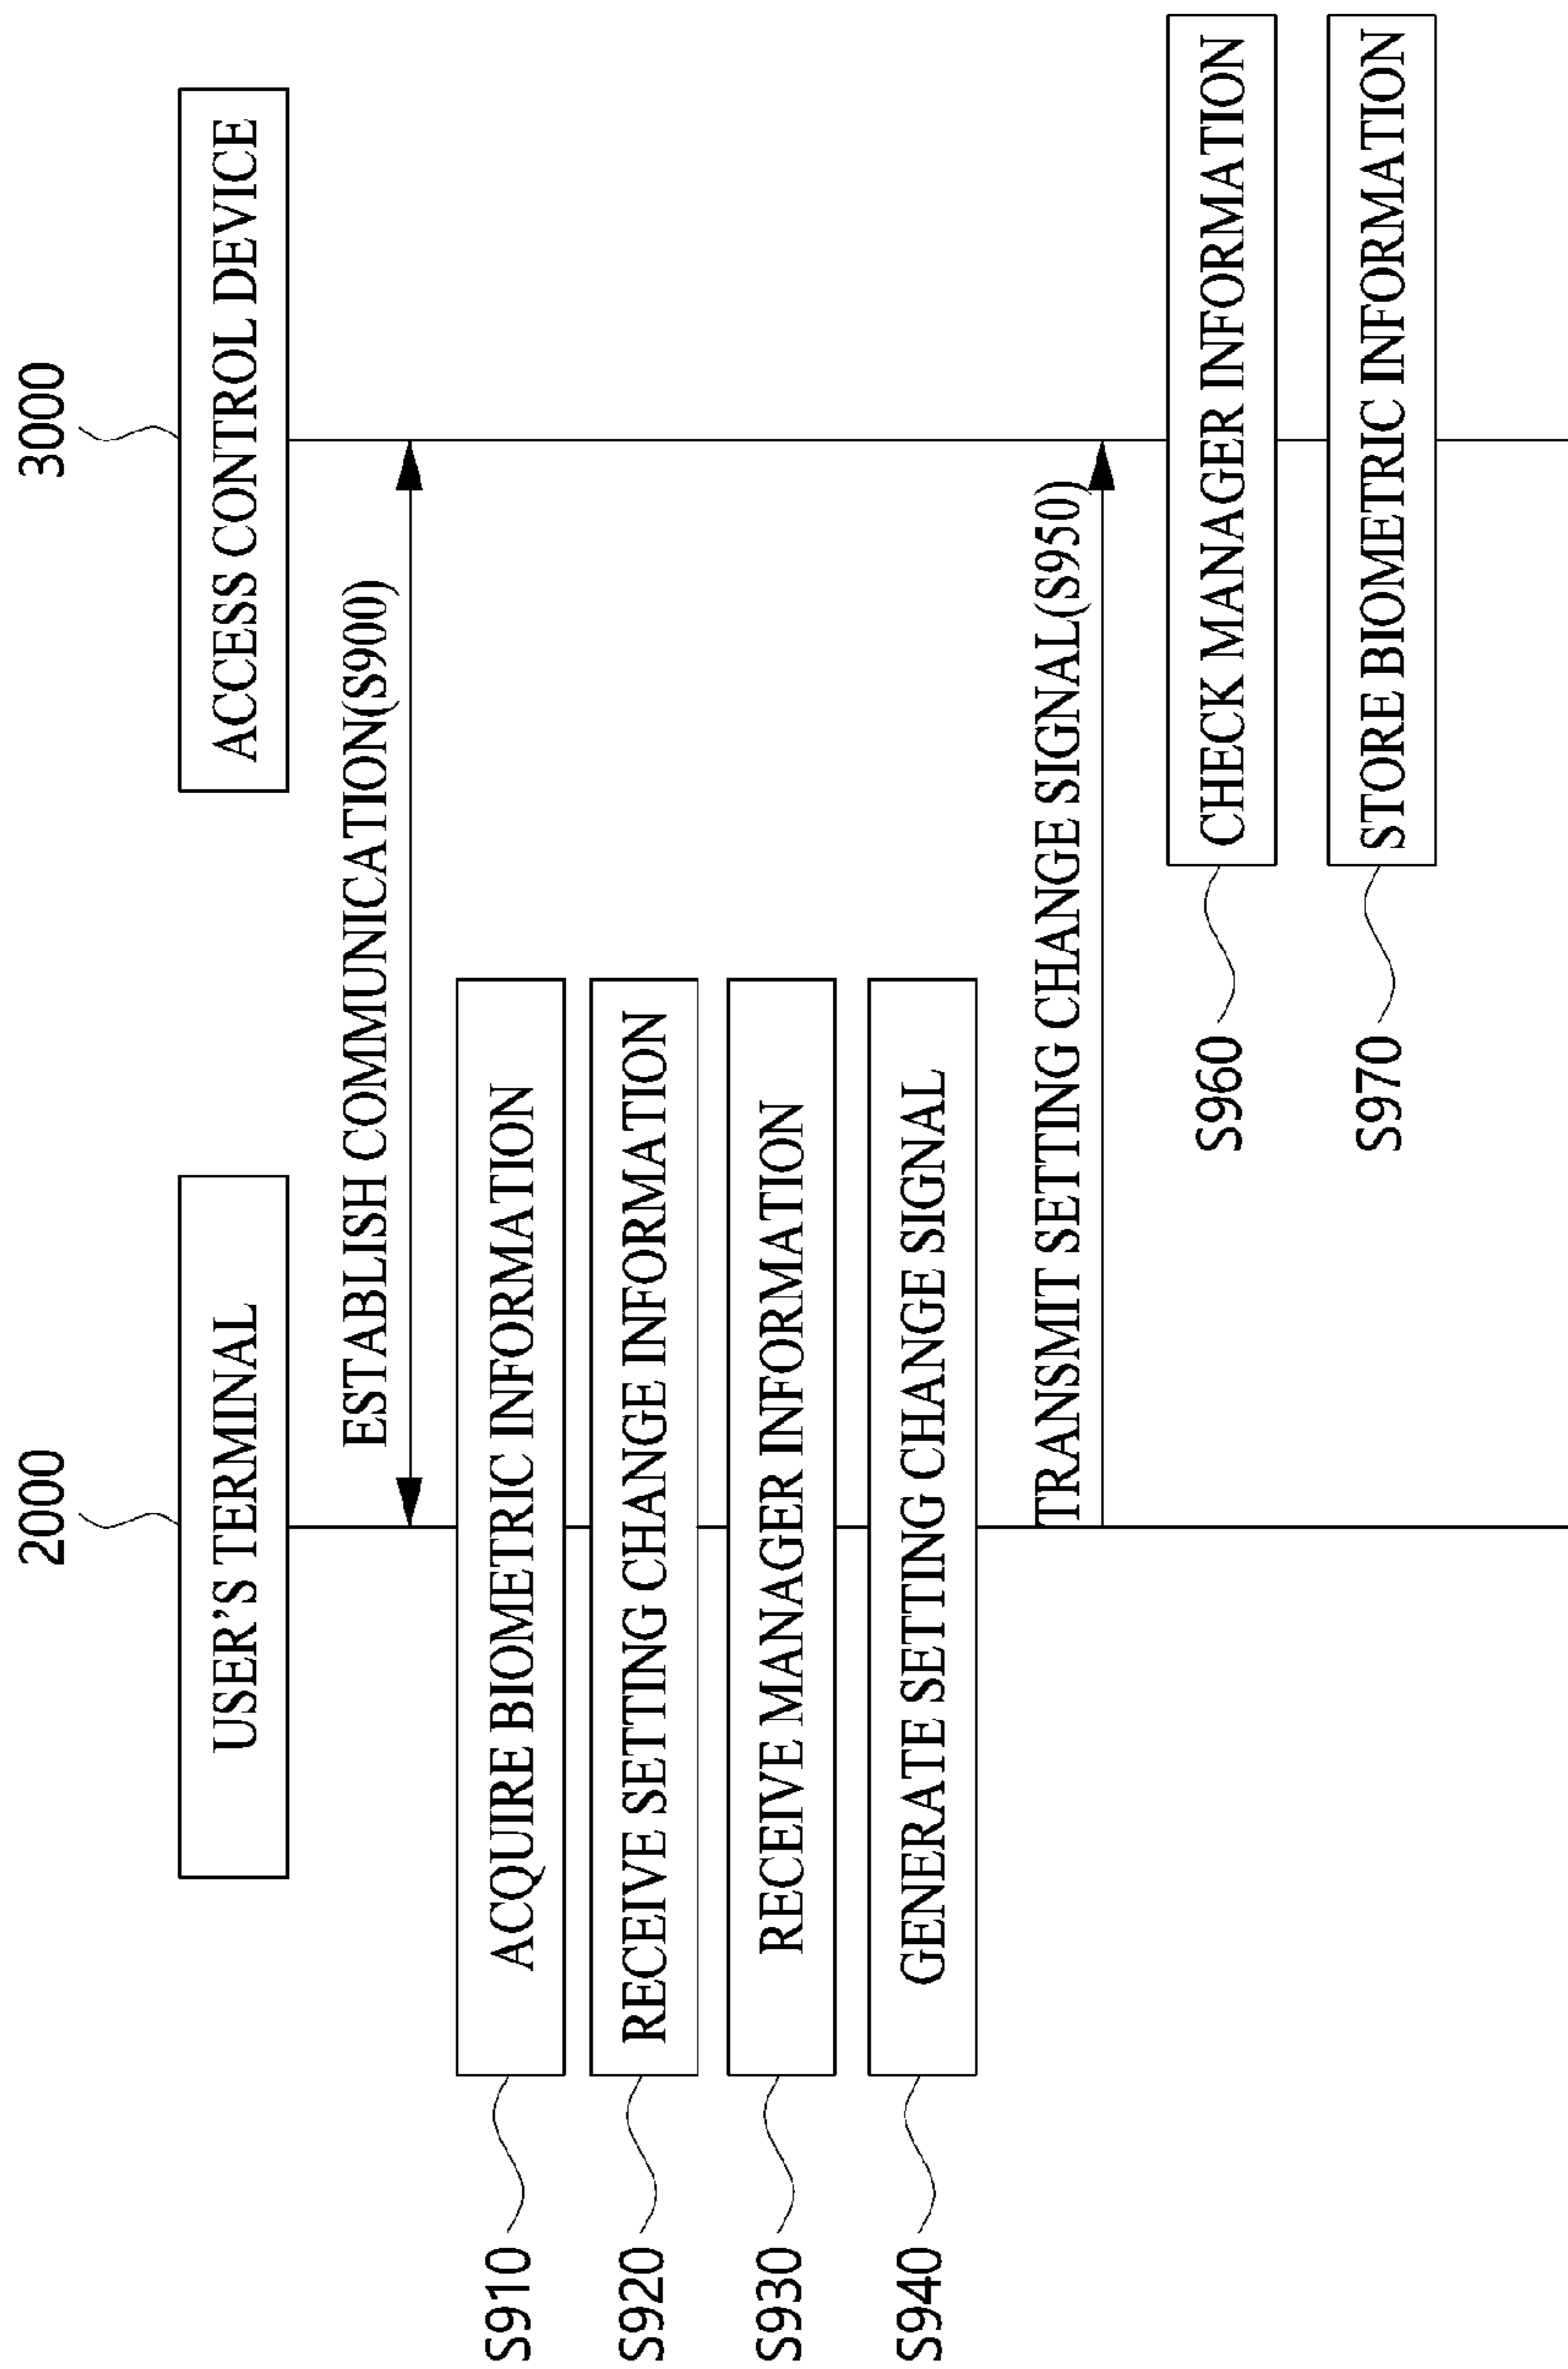 2000
3000
USER'S TERMINAL
ACCESS CONTROL DEVICE
ESTABLISH COMMUNICATION(S900)
S910
ACQUIRE BIOMETRIC INFORMATION
S920
RECEIVE SETTING CHANGE INFORMATION
S930
RECEIVE MANAGER INFORMATION
S940
GENERATE SETTING CHANGE SIGNAL
TRANSMIT SETTING CHANGE SIGNAL(S950)
S960
CHECK MANAGER INFORMATION
S970
STORE BIOMETRIC INFORMATION